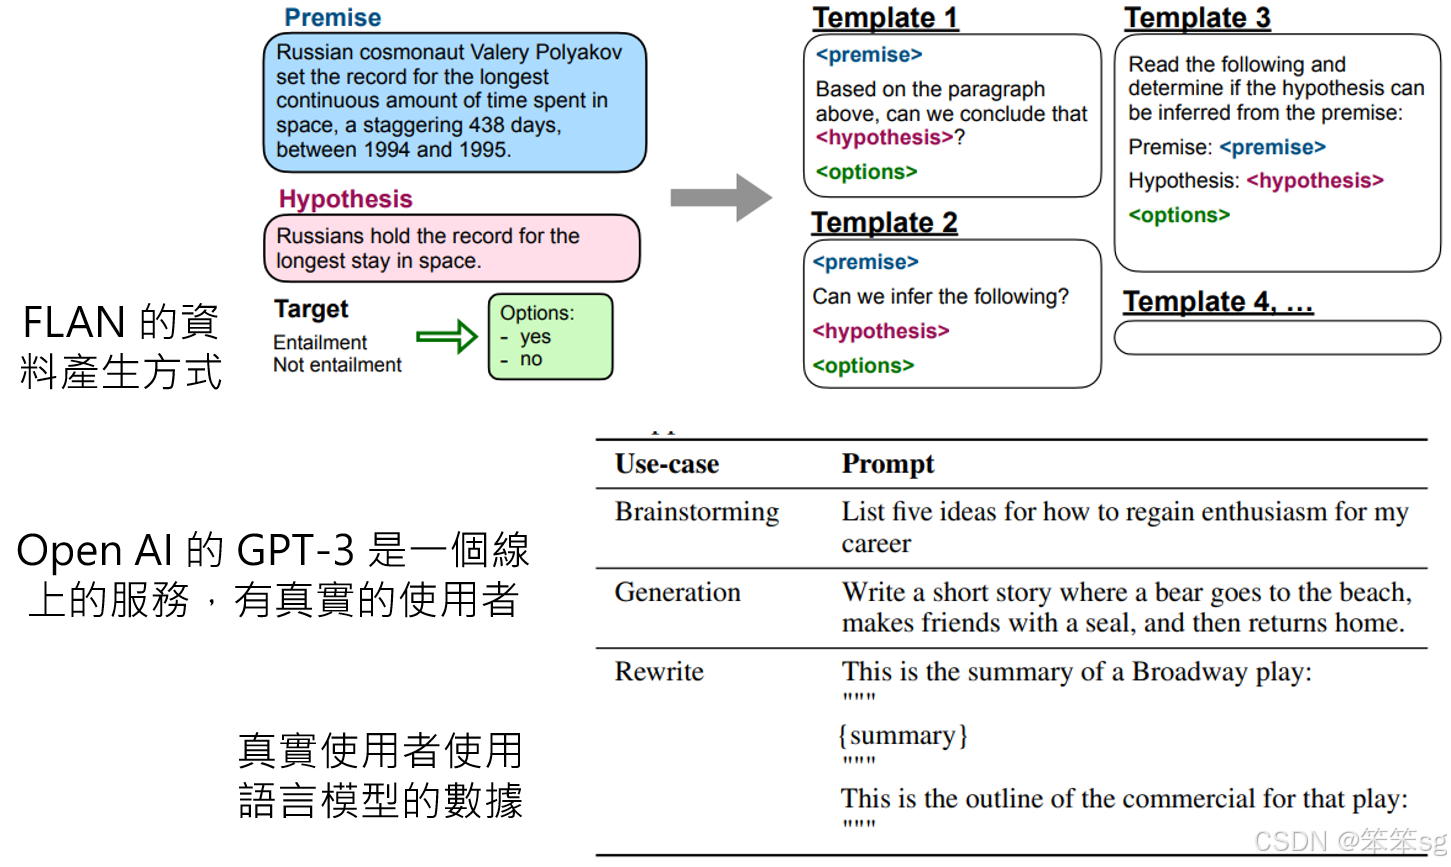 Premise
Russian cosmonaut Valery Polyakov
set the record for the longest
continuous amount of time spent in
space, a staggering 438 days,
between 1994 and 1995.
Hypothesis
Russians hold the record for the
longest stay in space.
Target
Entailment
Not entailment
Options:
- yes
- no
Template 1
<premise>
Based on the paragraph
above, can we conclude that
<hypothesis>?
<options>
Template 2
<premise>
Can we infer the following?
<hypothesis>
<options>
Template 3
Read the following and
determine if the hypothesis can
be inferred from the premise:
Premise: <premise>
Hypothesis: <hypothesis>
<options>
Template 4, ...
FLAN 的資
料產生方式
Open AI 的 GPT-3 是一個線
上的服務，有真實的使用者
真實使用者使用
語言模型的數據
Use-case Prompt
Brainstorming List five ideas for how to regain enthusiasm for my
career
Generation Write a short story where a bear goes to the beach,
makes friends with a seal, and then returns home.
Rewrite This is the summary of a Broadway play:
"""
{summary}
"""
This is the outline of the commercial for that play:
"""
CSDN @笨笨sg